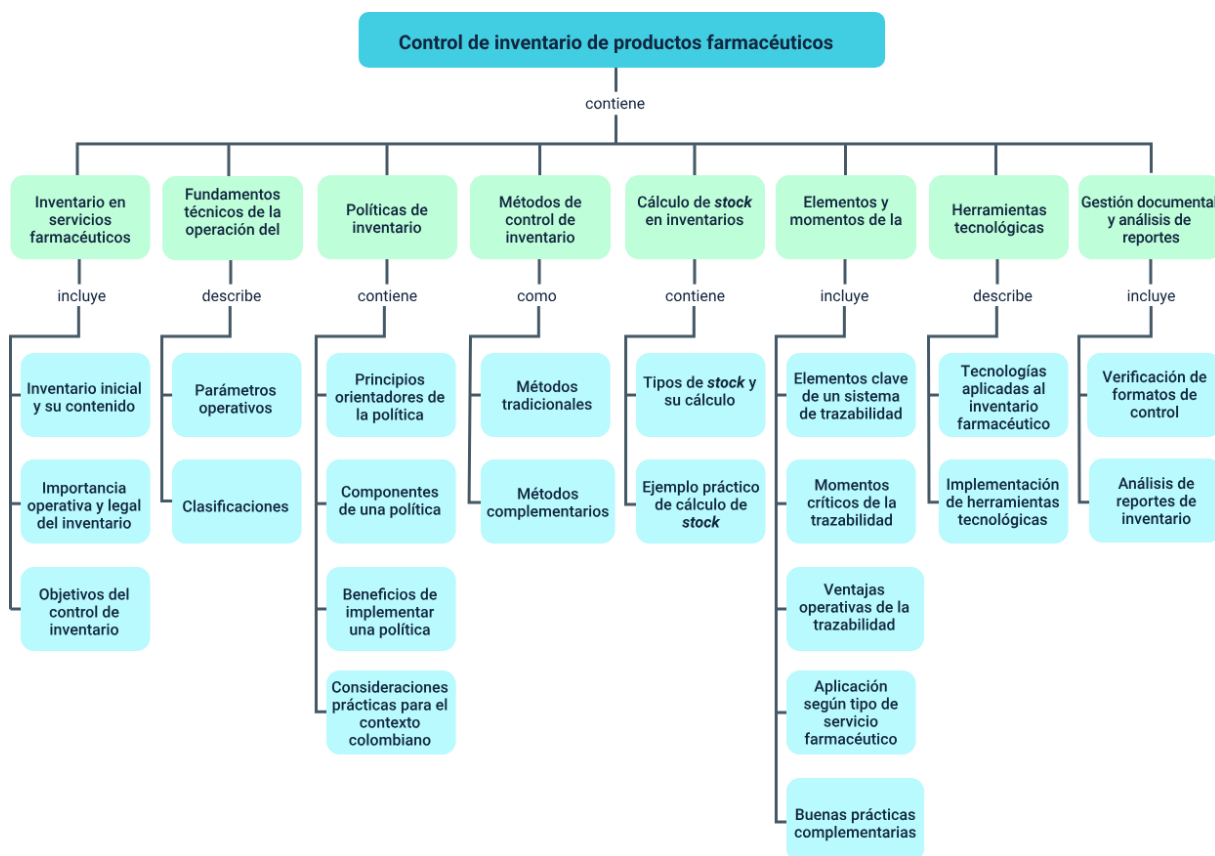 Control de inventario de productos farmacéuticos
contiene
Inventario en
servicios
farmacéuticos
Fundamentos
técnicos de la
operación del
Políticas de
inventario
Métodos de
control de
inventario
Cálculo de stock
en inventarios
Elementos y
momentos de la
Herramientas
tecnológicas
Gestión documental
y análisis de
reportes
incluye
describe
contiene
como
contiene
incluye
describe
incluye
Inventario inicial
y su contenido
Importancia
operativa y legal
del inventario
Objetivos del
control de
inventario
Parámetros
operativos
Clasificaciones
Principios
orientadores de
la política
Componentes
de una política
Beneficios de
implementar
una política
Consideraciones
prácticas para el
contexto
colombiano
Métodos
tradicionales
Métodos
complementarios
Tipos de stock y
su cálculo
Ejemplo práctico
de cálculo de
stock
Elementos clave
de un sistema de
trazabilidad
Momentos
críticos de la
trazabilidad
Ventajas
operativas de la
trazabilidad
Aplicación
según tipo de
servicio
farmacéutico
Buenas prácticas
complementarias
Tecnologías
aplicadas al
inventario
farmacéutico
Implementación
de herramientas
tecnológicas
Verificación de
formatos de
control
Análisis de
reportes de
inventario